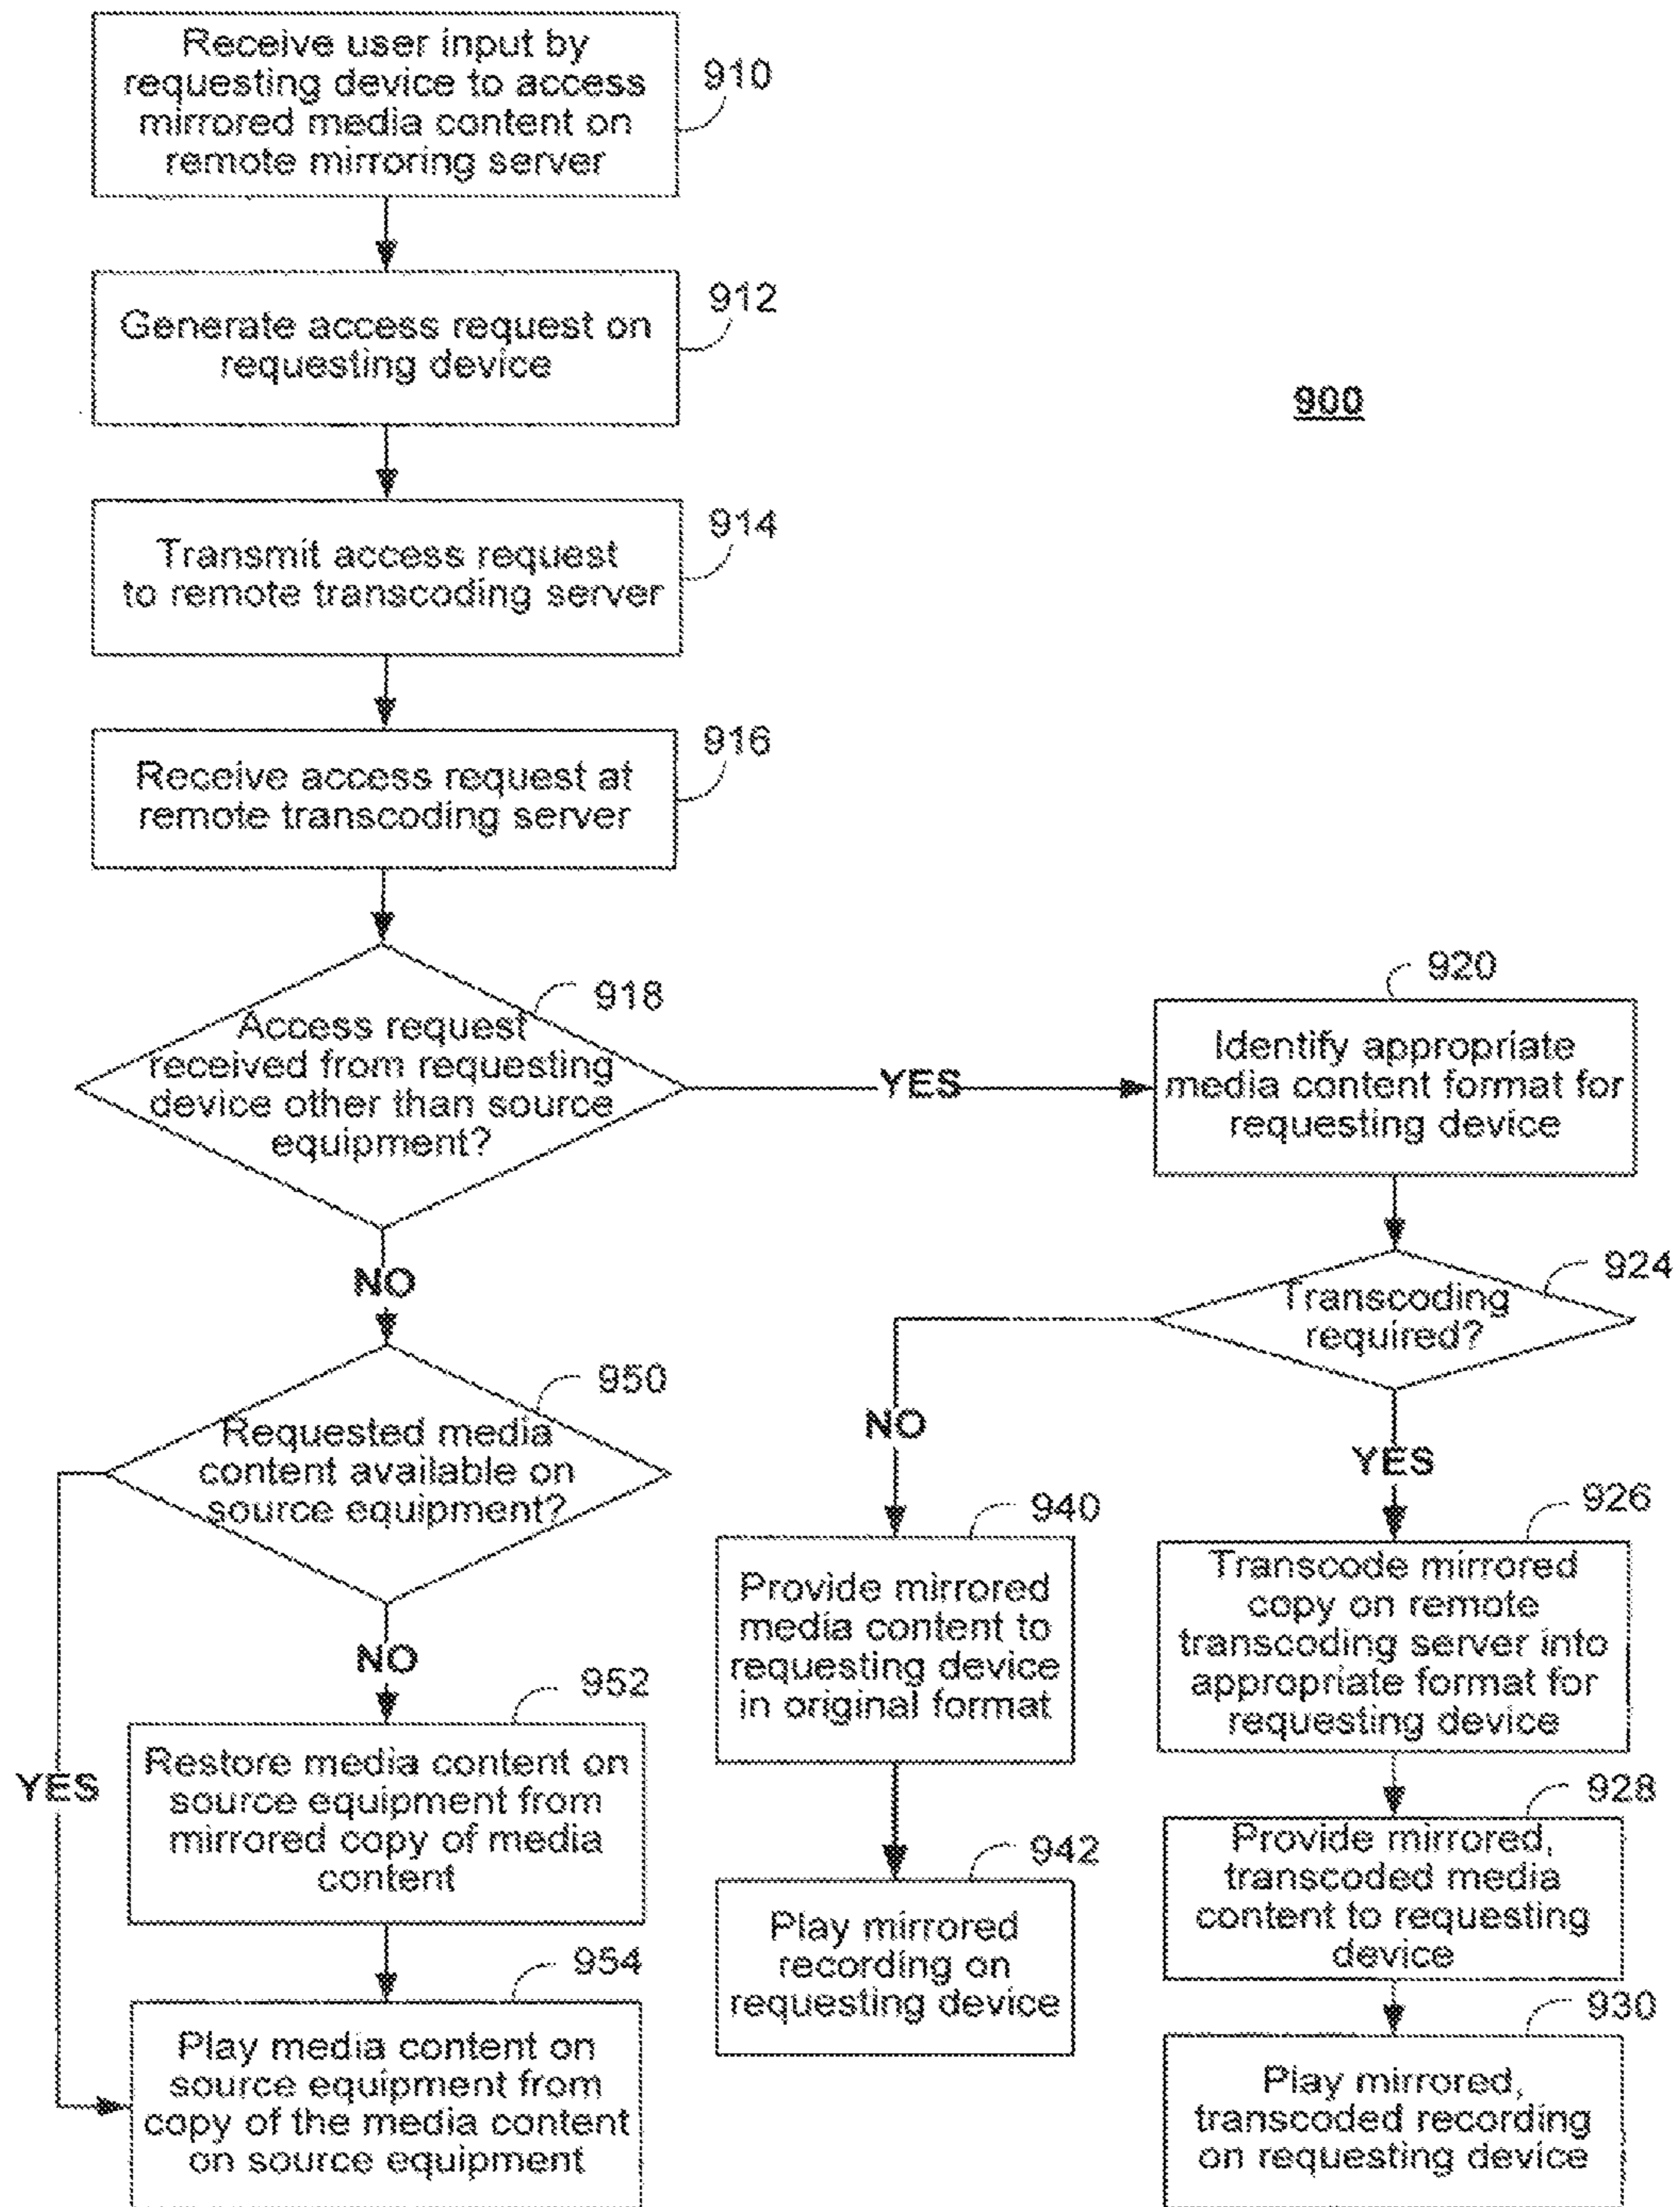 Receive user input by
requesting device to access
mirrored media content on
remote mirroring server
910
Generate access request on
requesting device
912
900
Transmit access request
to remote transcoding server
914
Receive access request at
remote transcoding server
916
Access request
received from requesting
device other than source
equipment?
918
YES
Identify appropriate
media content format for
requesting device
920
NO
Transcoding
required?
924
Requested media
content available on
source equipment?
950
NO
YES
NO
YES
Restore media content on
source equipment from
mirrored copy of media
content
952
Play media content on
source equipment from
copy of the media content
on source equipment
954
Provide mirrored
media content to
requesting device
in original format
940
Play mirrored
recording on
requesting device
942
Transcode mirrored
copy on remote
transcoding server into
appropriate format for
requesting device
926
Provide mirrored,
transcoded media
content to requesting
device
928
Play mirrored,
transcoded recording
on requesting device
930